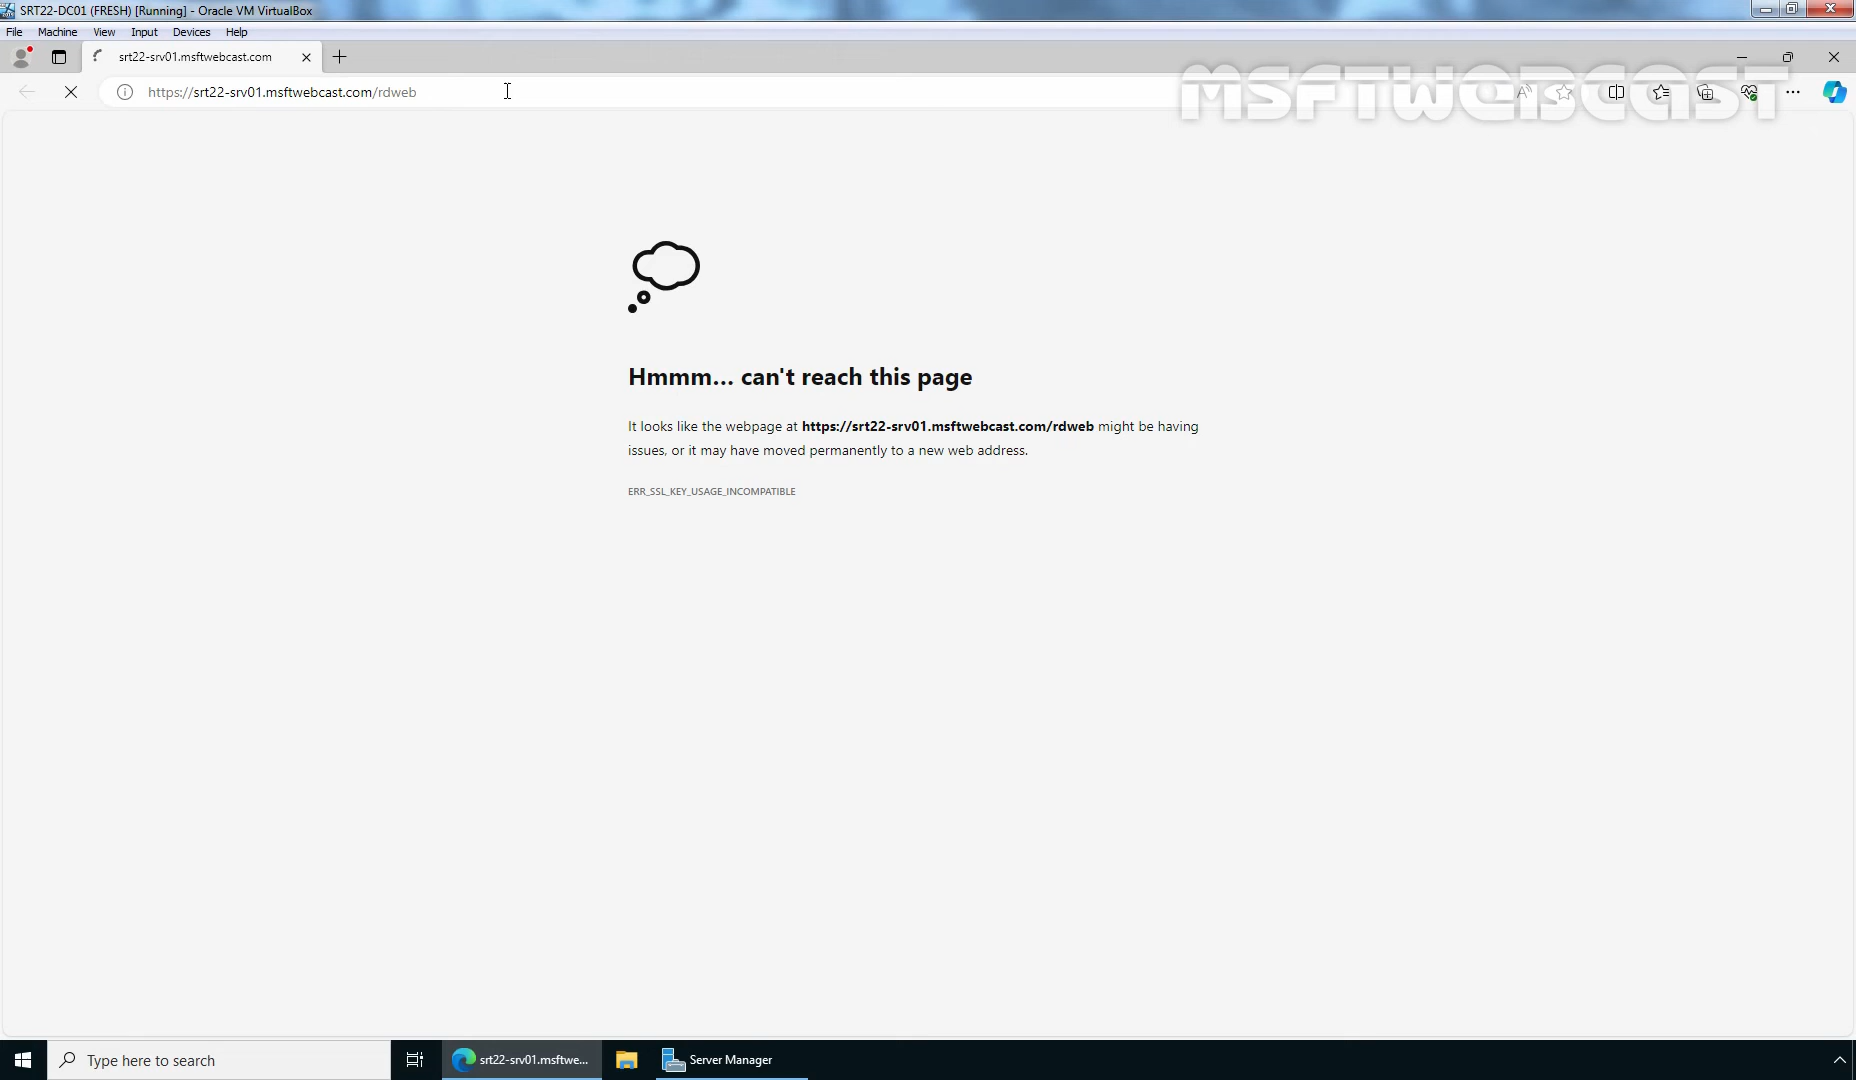 SRT22-DC01 (FRESH) [Running] - Oracle VM VirtualBox
File Machine View Input Devices Help
srt22-srv01.msftwebcast.com
https://srt22-srv01.msftwebcast.com/rdweb
MSFTWEBCAST
Hmmm… can't reach this page
It looks like the webpage at https://srt22-srv01.msftwebcast.com/rdweb might be having
issues, or it may have moved permanently to a new web address.
ERR_SSL_KEY_USAGE_INCOMPATIBLE
Type here to search
srt22-srv01.msftwe...
Server Manager